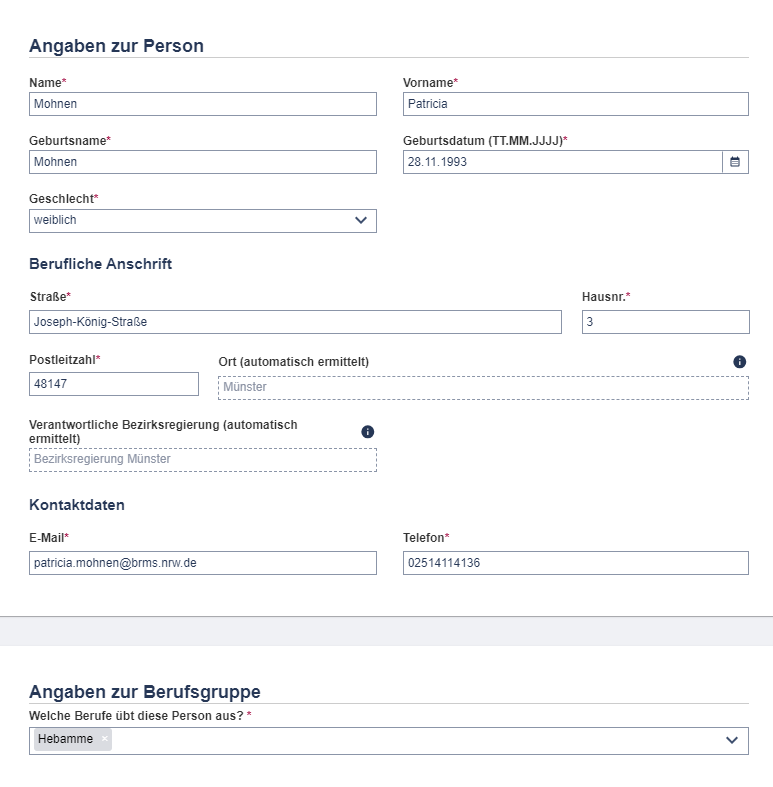 Angaben zur Person
Name*
Vorname*
Mohnen
Patricia
Geburtsname*
Geburtsdatum (TT.MM.JJJJ)*
Mohnen
28.11.1993
Geschlecht*
weiblich
Berufliche Anschrift
Straße*
Hausnr.*
Joseph-König-Straße
3
Postleitzahl*
Ort (automatisch ermittelt)
48147
Münster
Verantwortliche Bezirksregierung (automatisch
ermittelt)
Bezirksregierung Münster
Kontaktdaten
E-Mail*
Telefon*
patricia.mohnen@brms.nrw.de
02514114136
Angaben zur Berufsgruppe
Welche Berufe übt diese Person aus? *
Hebamme ×